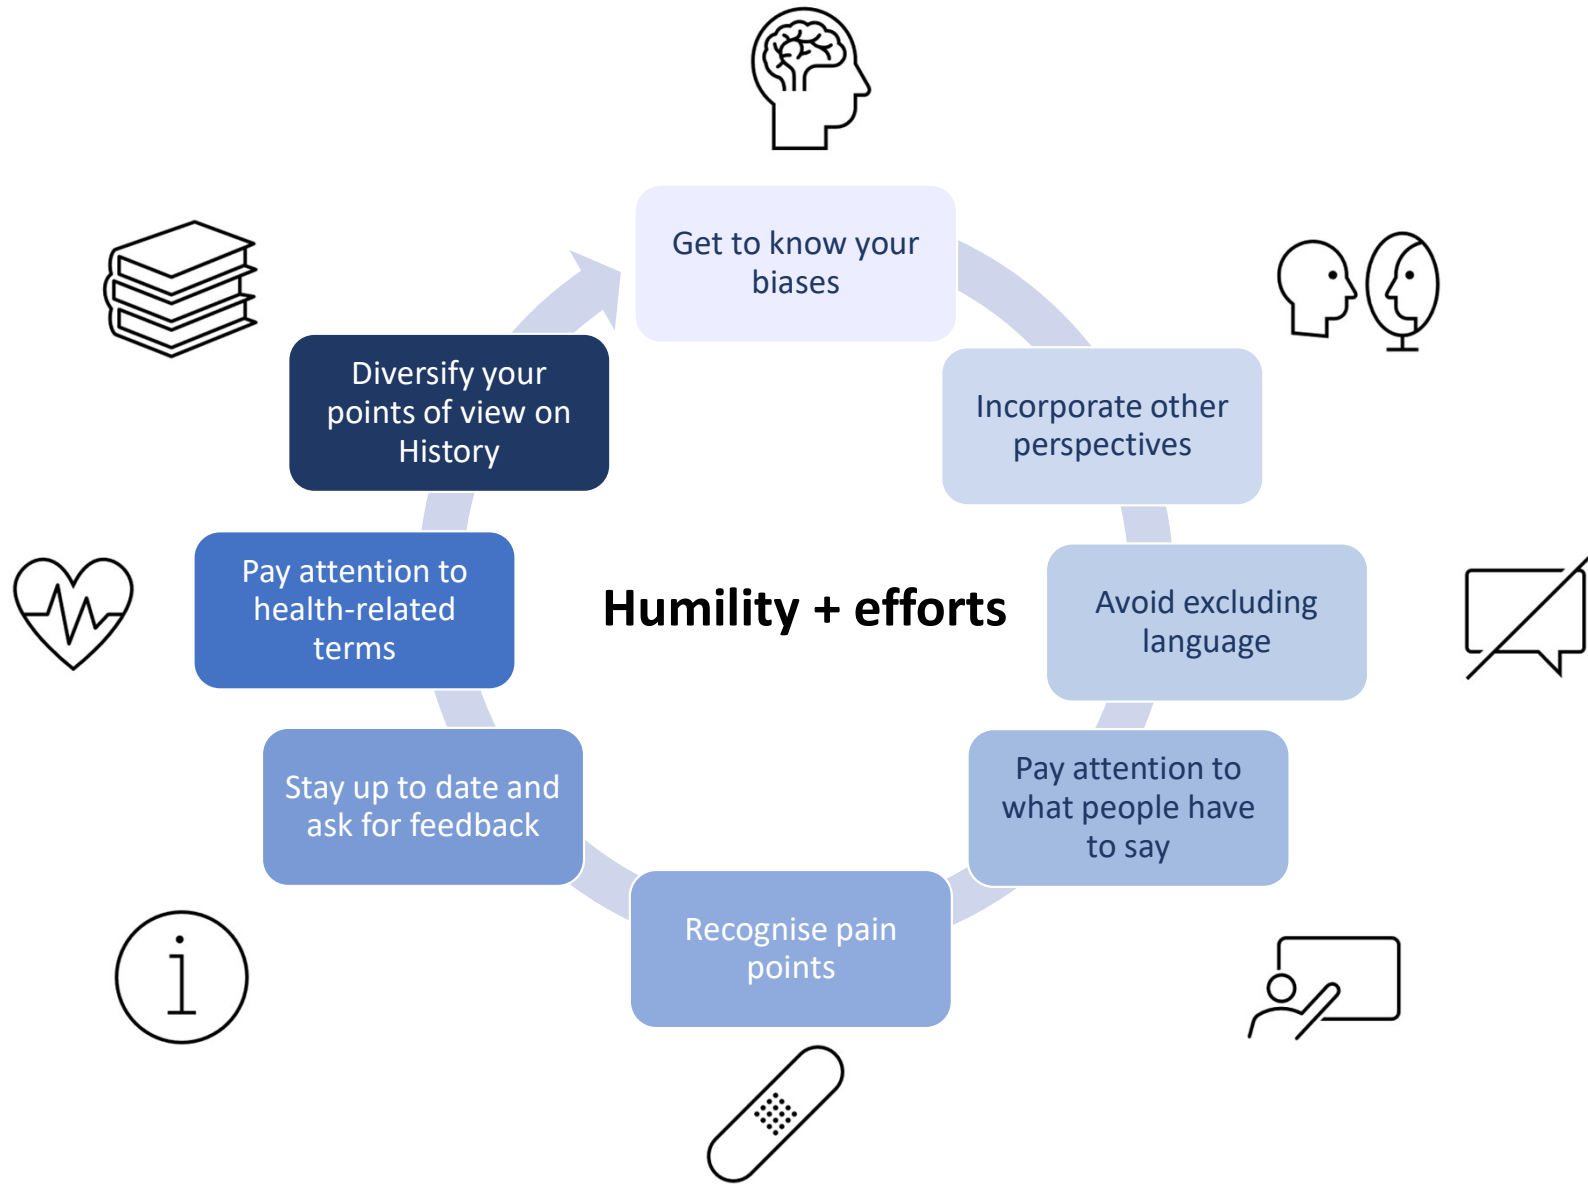 Get to know your
biases
Incorporate other
perspectives
Avoid excluding
language
Pay attention to
what people have
to say
Recognise pain
points
Stay up to date and
ask for feedback
Pay attention to
health-related
terms
Diversify your
points of view on
History
Humility + efforts